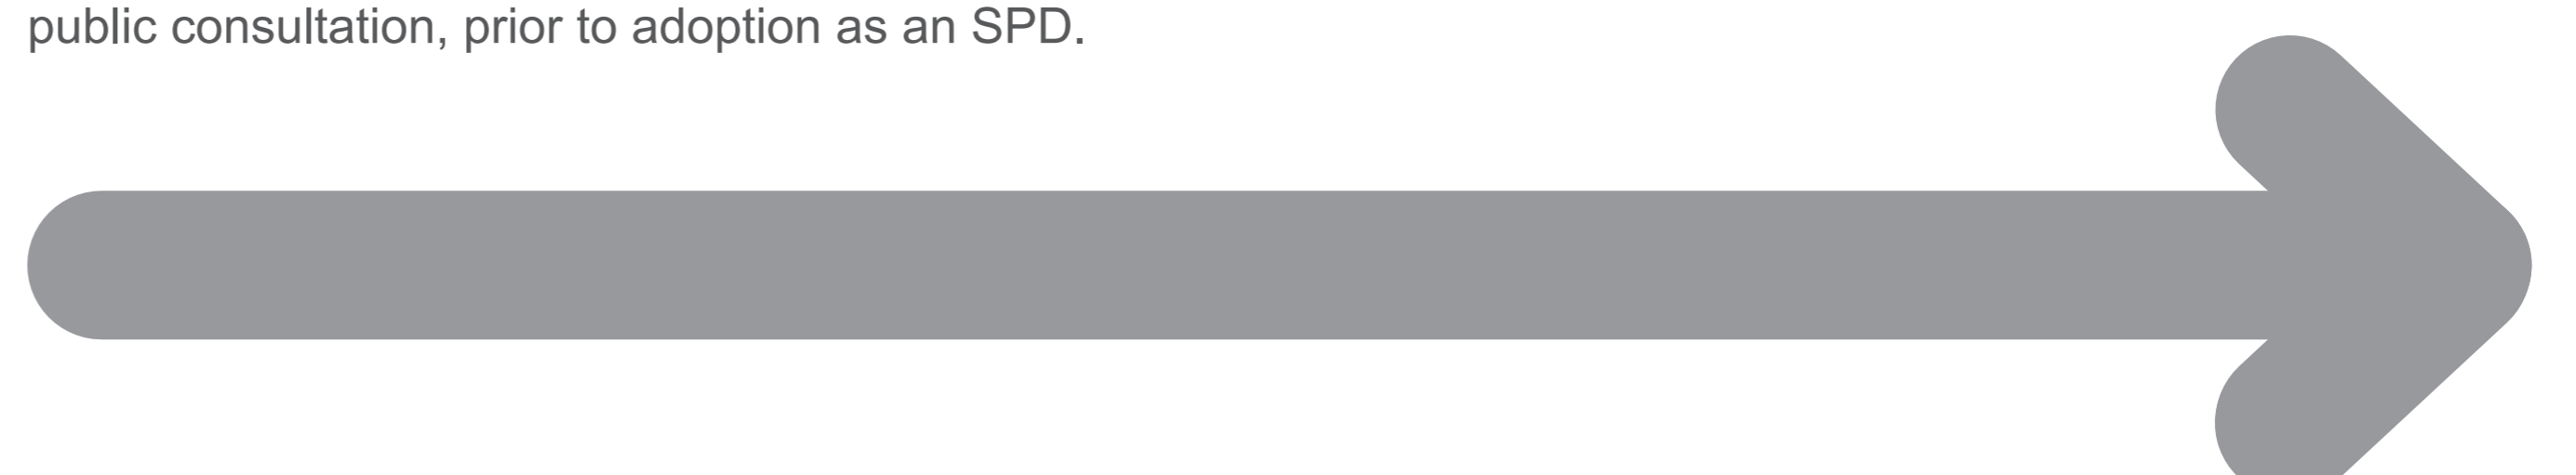 public consultation, prior to adoption as an SPD.